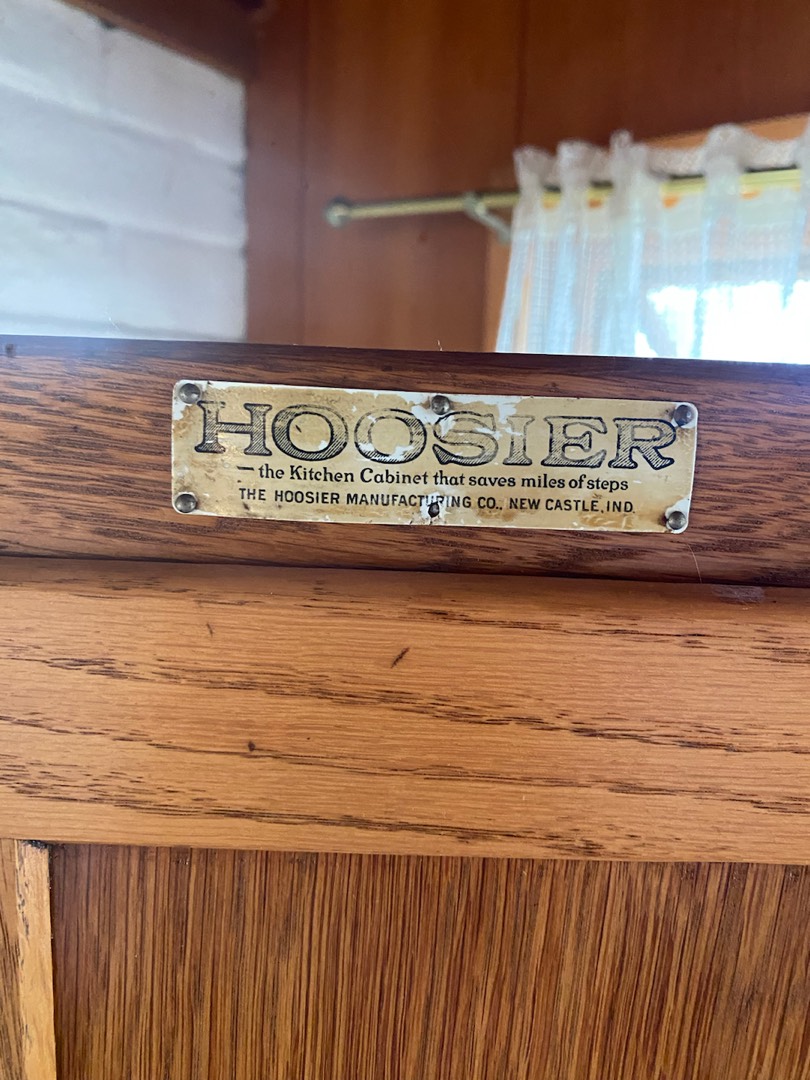 HOOSIER
—the Kitchen Cabinet that saves miles of steps
THE HOOSIER MANUFACTURING CO., NEW CASTLE, IND.